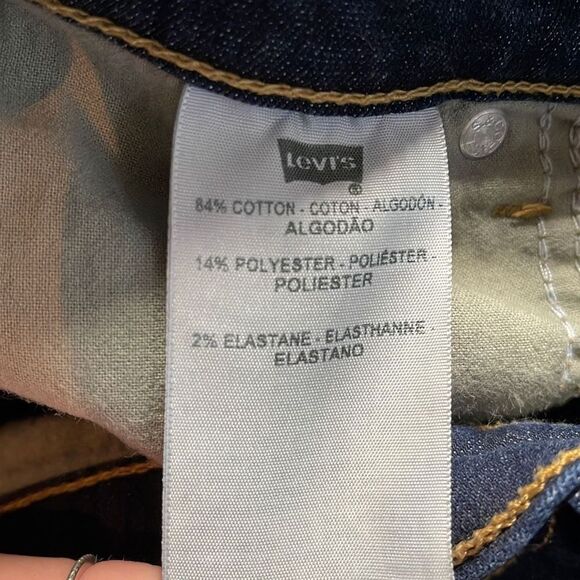 Levi's
®
84% COTTON - COTON - ALGODÓN -
ALGODÃO
14% POLYESTER - POLIÉSTER -
POLIESTER
2% ELASTANE - ELASTHANNE -
ELASTANO